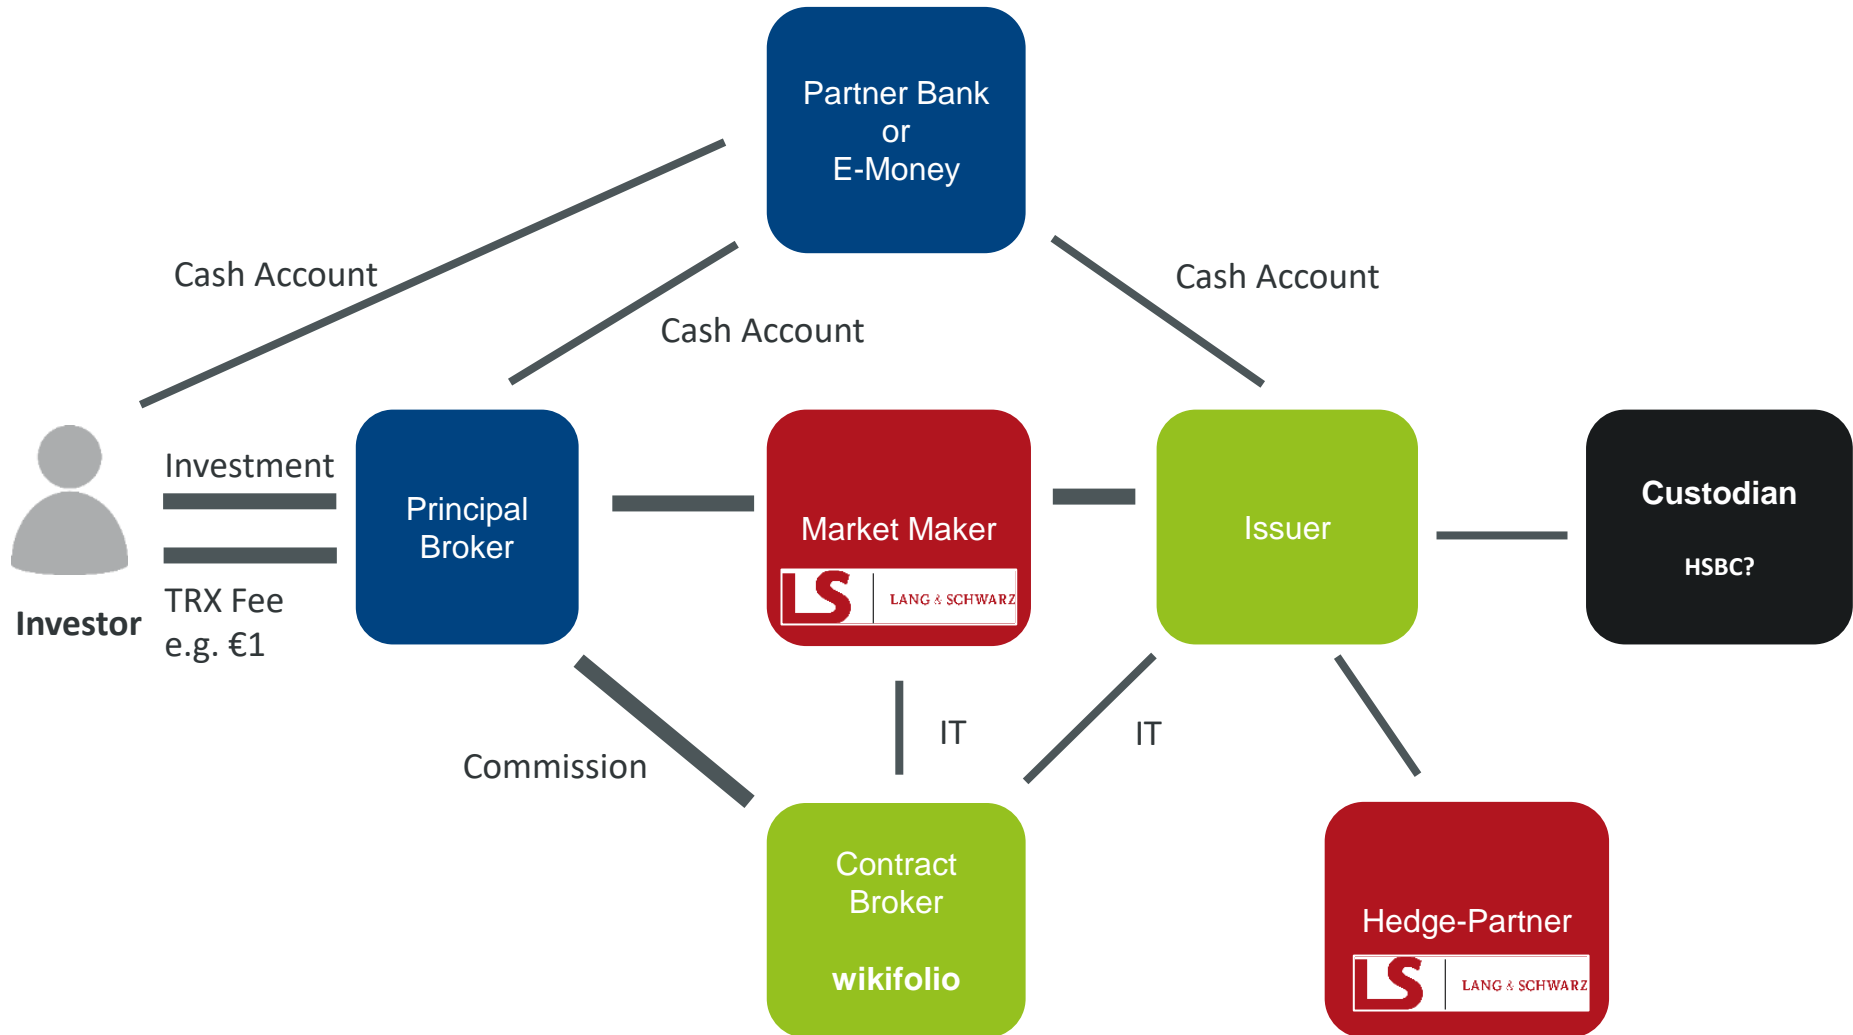 Partner Bank
or
E-Money
Cash Account
Cash Account
Cash Account
Investment
TRX Fee
e.g. €1
Investor
Principal
Broker
Market Maker
LS LANG & SCHWARZ
Issuer
Custodian
HSBC?
Commission
IT
IT
Contract
Broker
wikifolio
Hedge-Partner
LS LANG & SCHWARZ